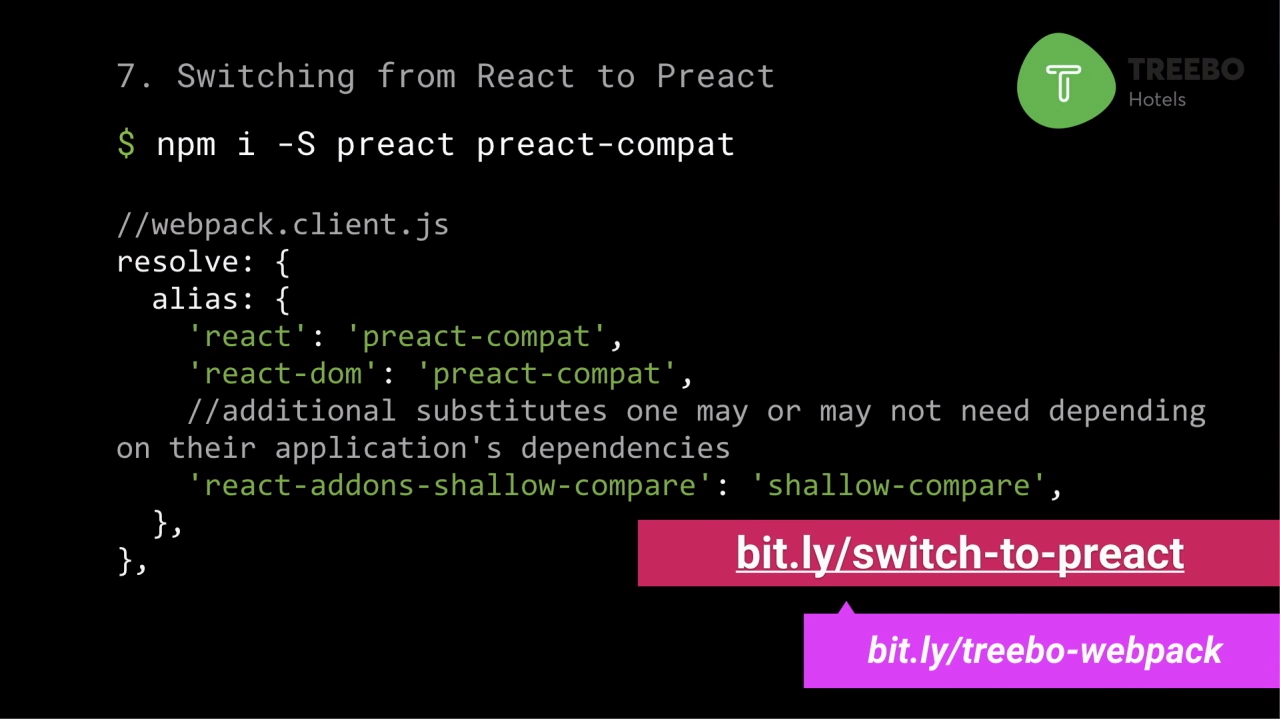 7. Switching from React to Preact
TREEBO
Hotels
$ npm i -S preact preact-compat
//webpack.client.js
resolve: {
  alias: {
    'react': 'preact-compat',
    'react-dom': 'preact-compat',
    //additional substitutes one may or may not need depending
on their application's dependencies
    'react-addons-shallow-compare': 'shallow-compare',
  },
},
bit.ly/switch-to-preact
bit.ly/treebo-webpack